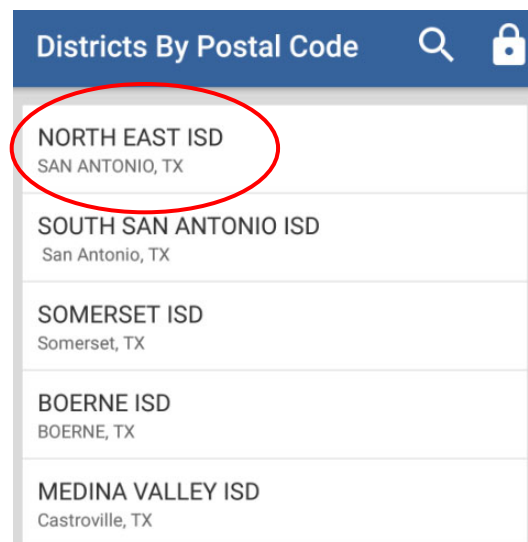 Districts By Postal Code
NORTH EAST ISD
SAN ANTONIO, TX
SOUTH SAN ANTONIO ISD
San Antonio, TX
SOMERSET ISD
Somerset, TX
BOERNE ISD
BOERNE, TX
MEDINA VALLEY ISD
Castroville, TX